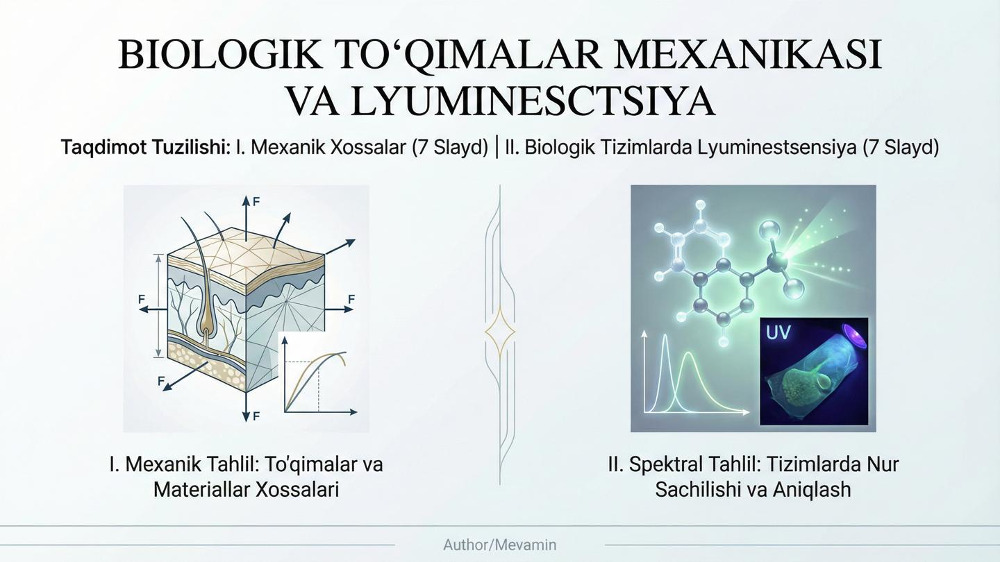 BIOLOGIK TO‘QIMALAR MEXANIKASI
VA LYUMINESCTSIYA
Taqdimot Tuzilishi: I. Mexanik Xossalar (7 Slayd) | II. Biologik Tizimlarda Lyuminestsensiya (7 Slayd)
F
F
F
F
F
UV
I. Mexanik Tahlil: To'qimalar va
Materiallar Xossalari
II. Spektral Tahlil: Tizimlarda Nur
Sachilishi va Aniqlash
Author/Mevamin